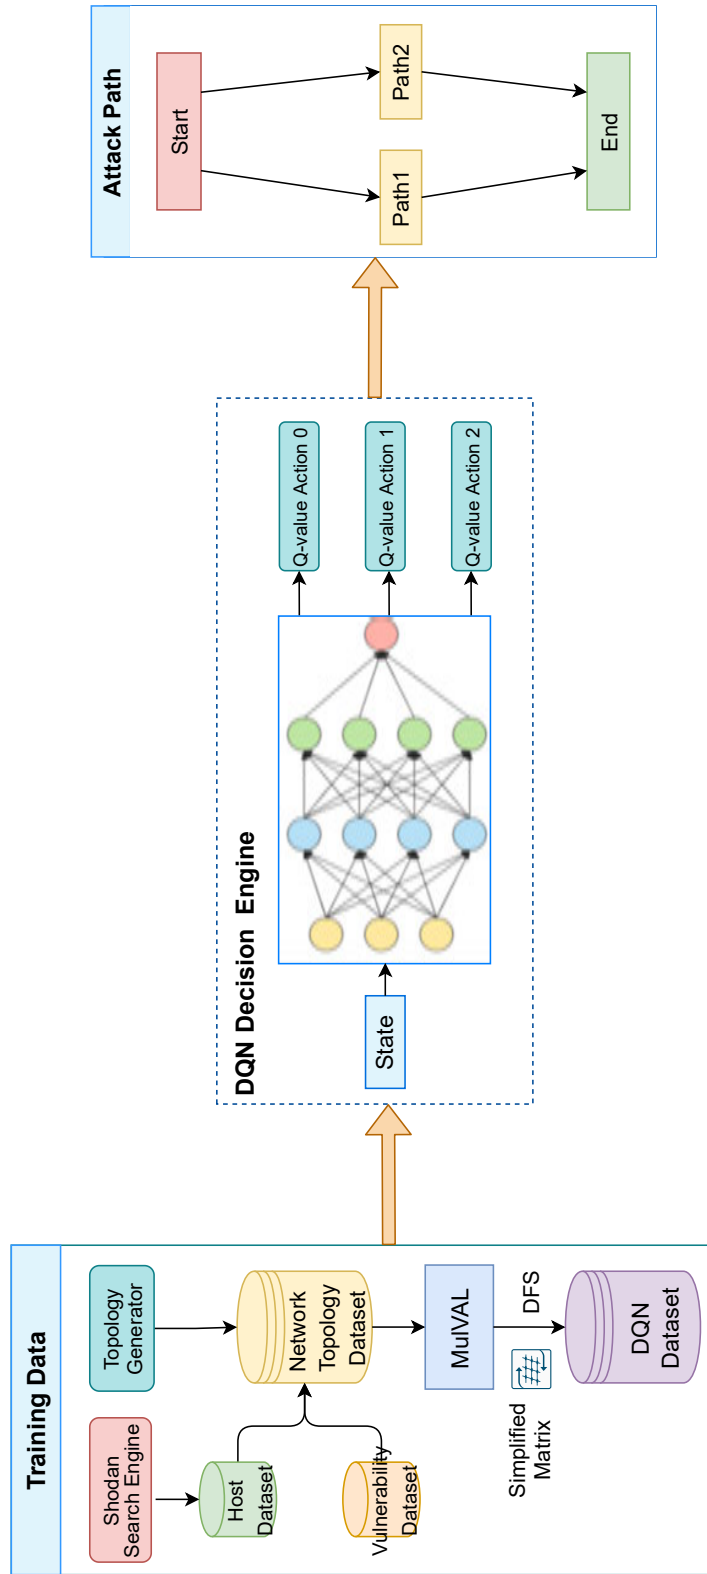 Training Data
Shodan
Search Engine
Topology
Generator
Host
Dataset
Vulnerability
Dataset
Network
Topology
Dataset
MulVAL
Simplified
Matrix
DFS
DQN
Dataset
DQN Decision Engine
State
Q-value Action 0
Q-value Action 1
Q-value Action 2
Attack Path
Start
Path1
Path2
End